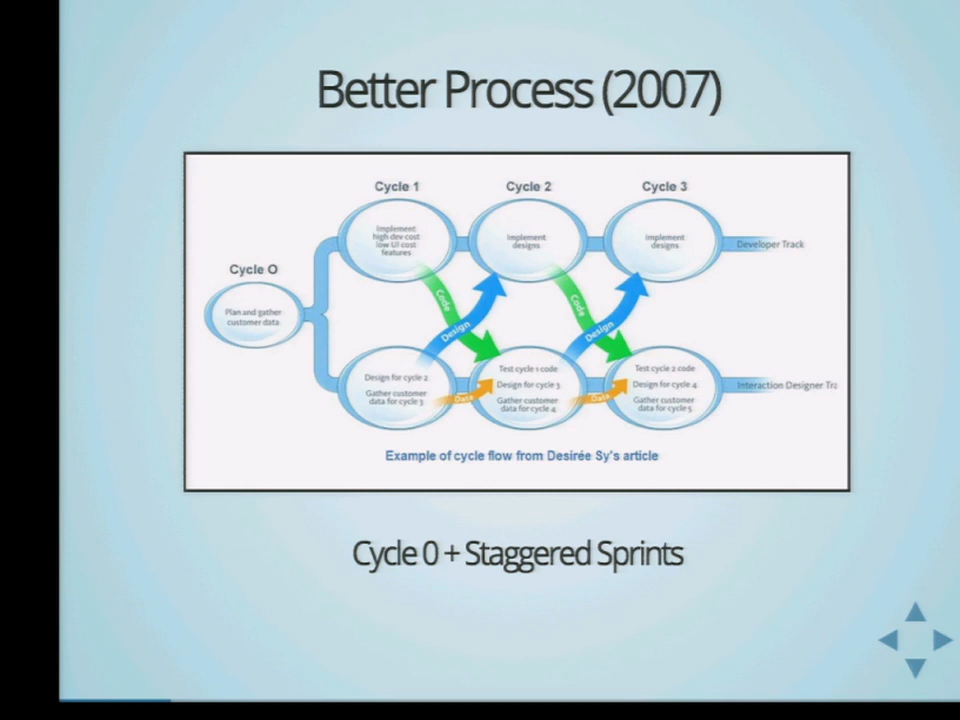 Better Process (2007)
Cycle 1
Cycle 2
Cycle 3
Implement
high dev cost
low UI cost
features
Implement
designs
Implement
designs
Developer Track
Cycle O
Plan and gather
customer data
Code
Design
Code
Design
Design for cycle 2
Gather customer
data for cycle 3
Data
Test cycle 1 code
Design for cycle 3
Gather customer
data for cycle 4
Data
Test cycle 2 code
Design for cycle 4
Gather customer
data for cycle 5
Interaction Designer Tra
Example of cycle flow from Desirée Sy's article
Cycle 0 + Staggered Sprints